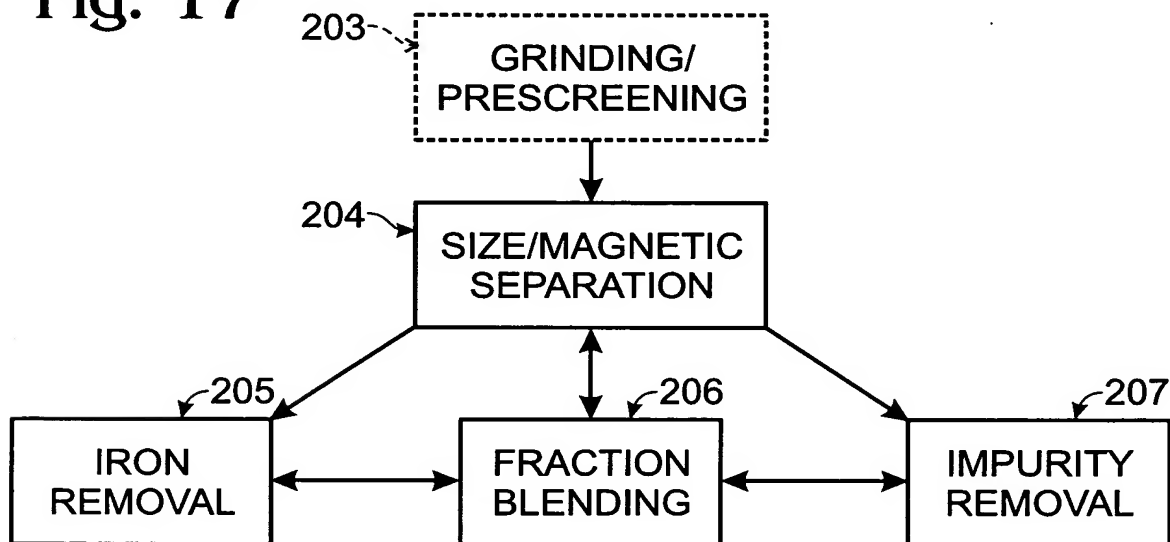 Fig. 17
203
GRINDING/
PRESCREENING
204
SIZE/MAGNETIC
SEPARATION
205
206
207
IRON
REMOVAL
FRACTION
BLENDING
IMPURITY
REMOVAL